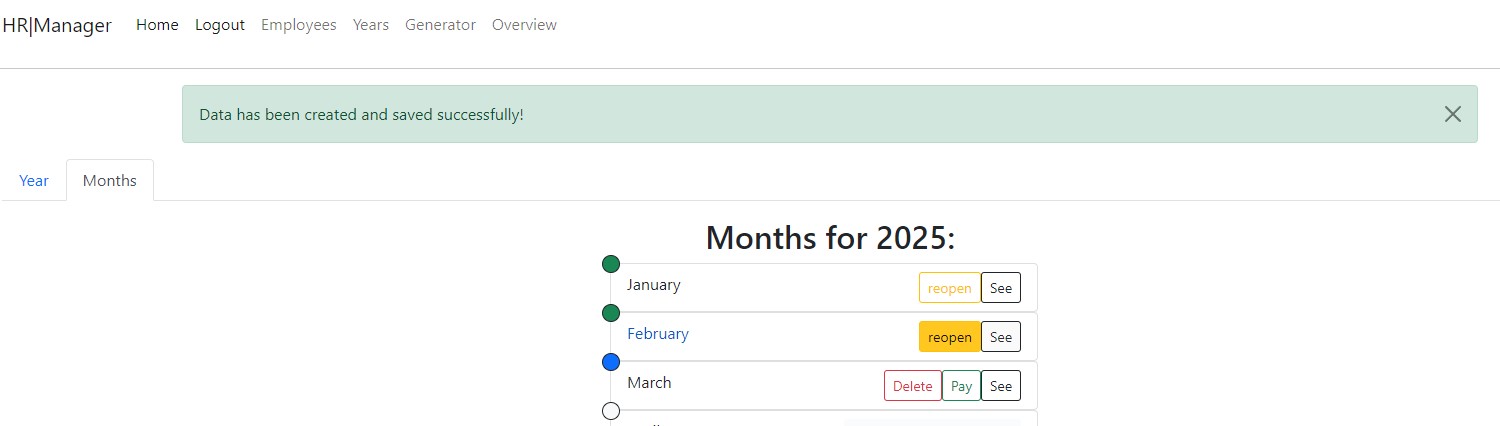 HR|Manager Home Logout Employees Years Generator Overview
Data has been created and saved successfully!
Year Months
Months for 2025:
January reopen See
February reopen See
March Delete Pay See